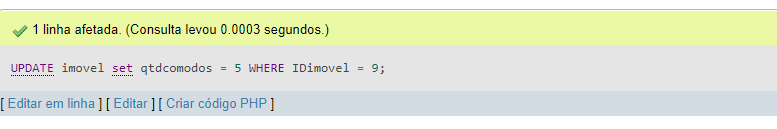 1 linha afetada. (Consulta levou 0.0003 segundos.)
UPDATE imovel set qtdcomodos = 5 WHERE IDimovel = 9;
[ Editar em linha ] [ Editar ] [ Criar código PHP ]